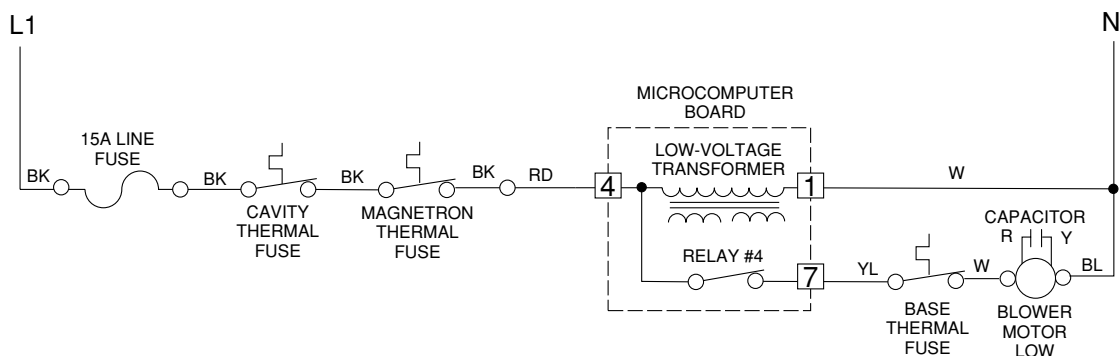 L1
N
15A LINE
FUSE
BK
BK
BK
BK
RD
CAVITY
THERMAL
FUSE
MAGNETRON
THERMAL
FUSE
MICROCOMPUTER
BOARD
LOW-VOLTAGE
TRANSFORMER
4
1
W
RELAY #4
7
YL
BASE
THERMAL
FUSE
W
CAPACITOR
R
Y
BL
BLOWER
MOTOR
LOW